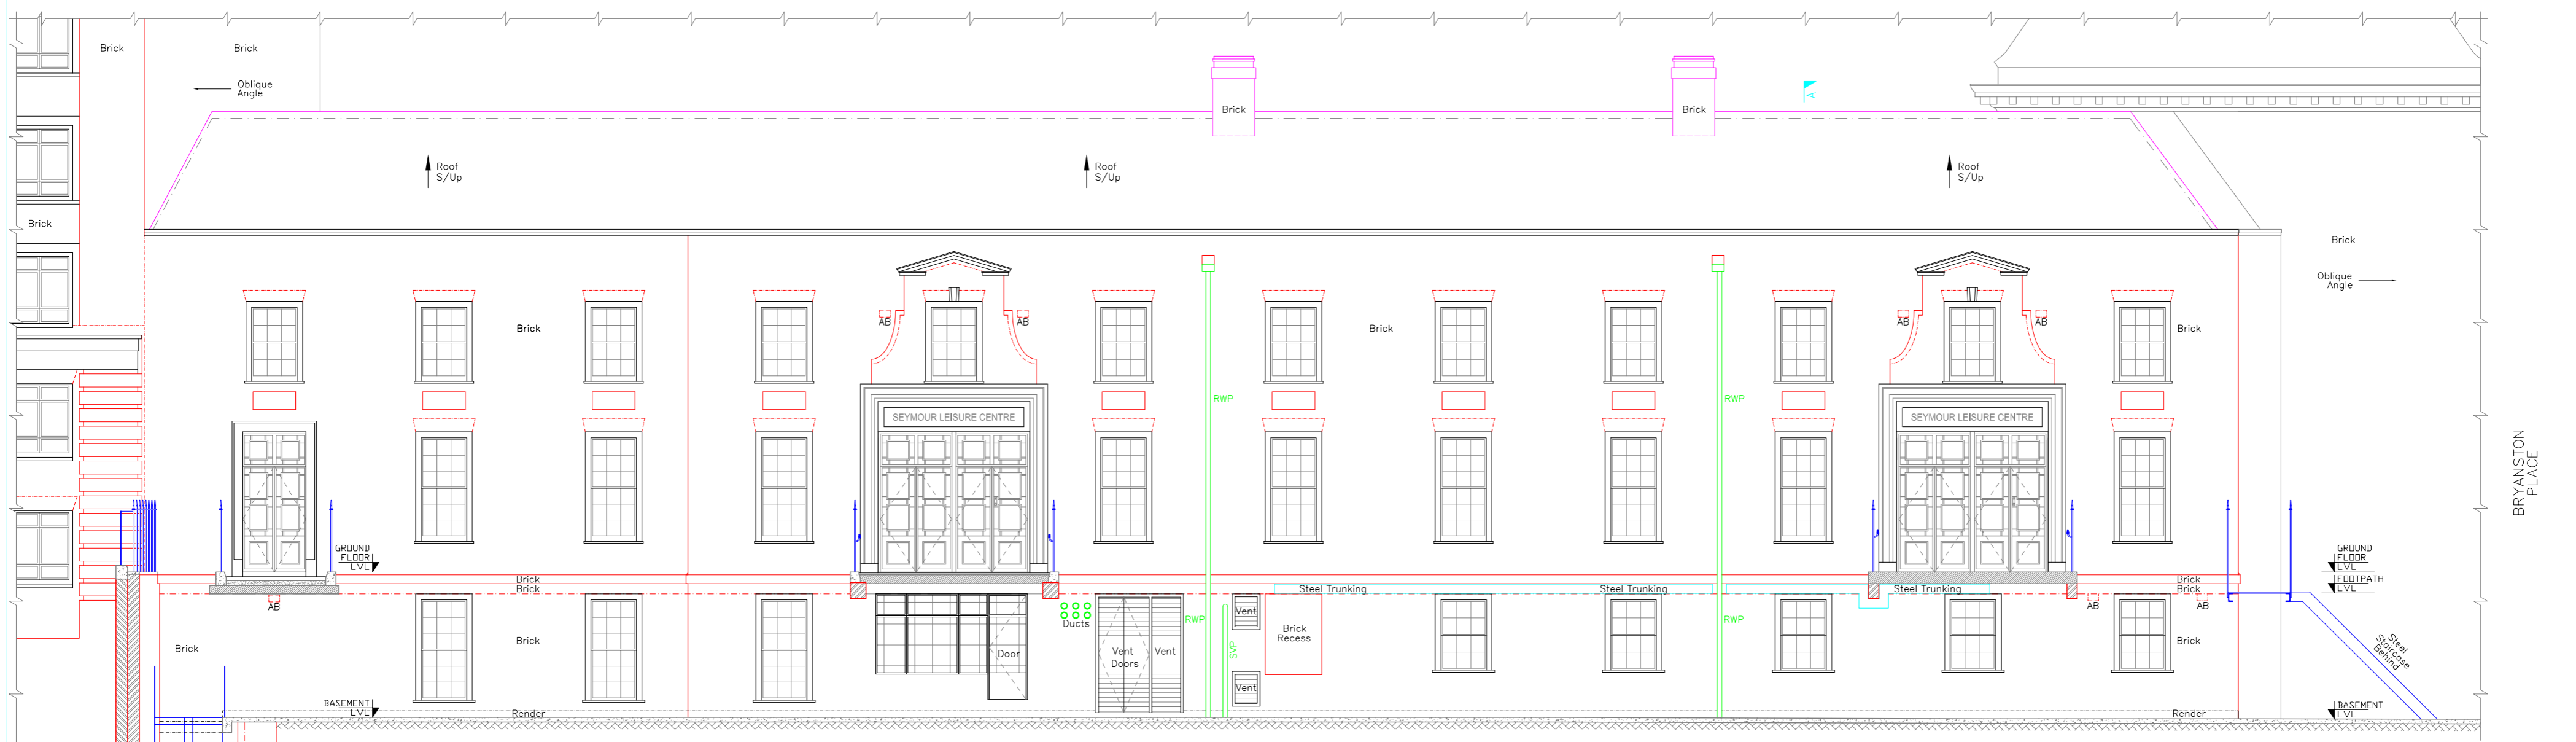 Brick
Brick
Oblique
Angle
Brick
Brick
A
Roof
S/Up
Roof
S/Up
Roof
S/Up
Brick
Brick
Oblique
Angle
AB
AB
AB
AB
Brick
Brick
Brick
RWP
RWP
SEYMOUR LEISURE CENTRE
SEYMOUR LEISURE CENTRE
BRYANSTON
PLACE
GROUND
FLOOR
LVL
GROUND
FLOOR
LVL
FOOTPATH
LVL
Brick
Brick
Steel Trunking
Steel Trunking
Steel Trunking
Brick
Brick
AB
AB
AB
Ducts
Vent
RWP
RWP
SVP
Brick
Recess
Brick
Brick
Brick
Door
Vent
Doors
Vent
Vent
Steel
Staircase
Behind
BASEMENT
LVL
Render
Render
BASEMENT
LVL